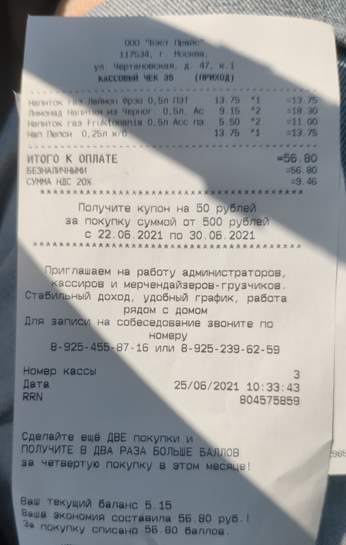 ООО "Бэст Прайс"
117534, г. Москва,
ул. Чертановская, д. 47, к.1
КАССОВЫЙ ЧЕК 35 (ПРИХОД)
Напиток газ Лаймон Фрэш 0,5л ПЭТ 13.75 *1 =13.75
Лимонад Напитки из Черног 0,5л. Ас 9.15 *2 =18.30
Напиток газ Fruktomania 0,5л Асс пэ 5.50 *2 =11.00
Нап Пепси 0,25л ж/б 13.75 *1 =13.75
ИТОГО К ОПЛАТЕ =56.80
БЕЗНАЛИЧНЫМИ =56.80
СУММА НДС 20% =9.46
Получите купон на 50 рублей
за покупку суммой от 500 рублей
с 22.06.2021 по 30.06.2021
Приглашаем на работу администраторов,
кассиров и мерчендайзеров-грузчиков.
Стабильный доход, удобный график, работа
рядом с домом
Для записи на собеседование звоните по
номеру
8-925-455-87-16 или 8-925-239-62-59
Номер кассы 3
Дата 25/06/2021 10:33:43
RRN 804575859
Сделайте ещё ДВЕ покупки и
ПОЛУЧИТЕ В ДВА РАЗА БОЛЬШЕ БАЛЛОВ
за четвертую покупку в этом месяце!
Ваш текущий баланс 5.15
Ваша экономия составила 56.80 руб.!
За покупку списано 56.80 баллов.